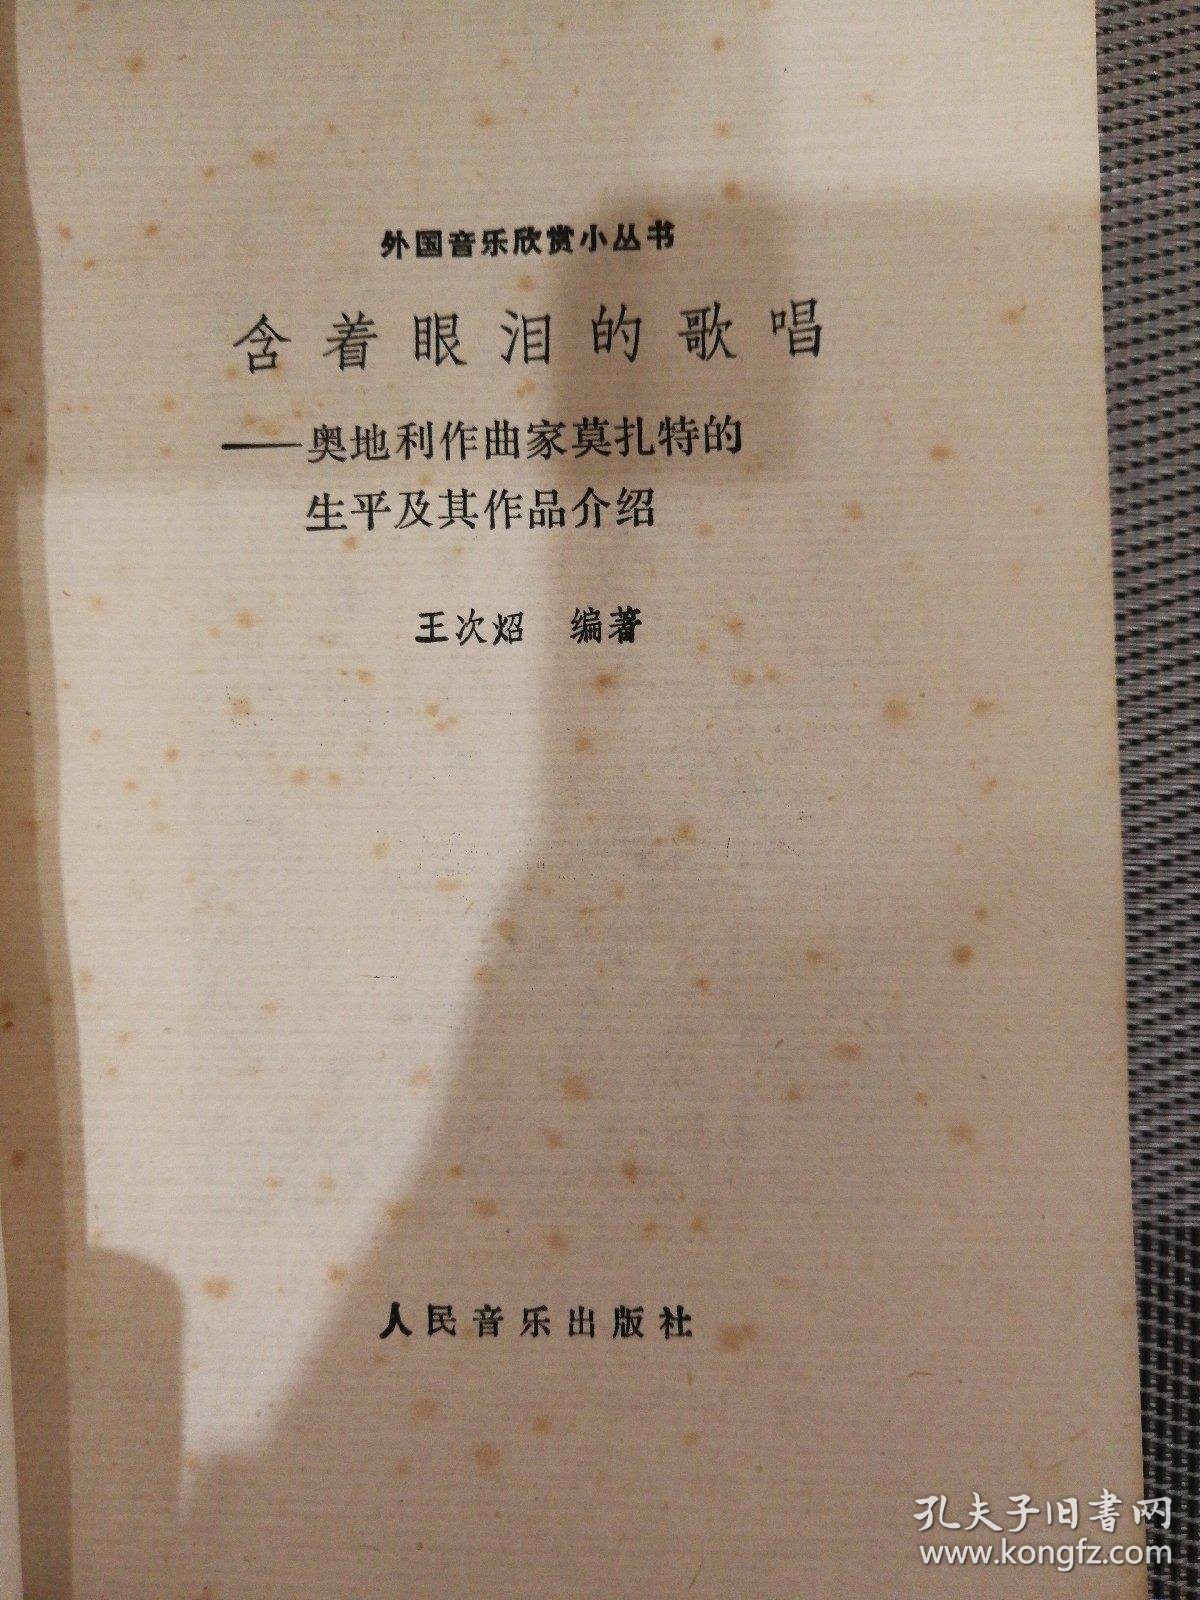 外国音乐欣赏小丛书
含着眼泪的歌唱
——奥地利作曲家莫扎特的
生平及其作品介绍
王次炤 编著
人民音乐出版社
孔夫子旧書网
www.kongfz.com